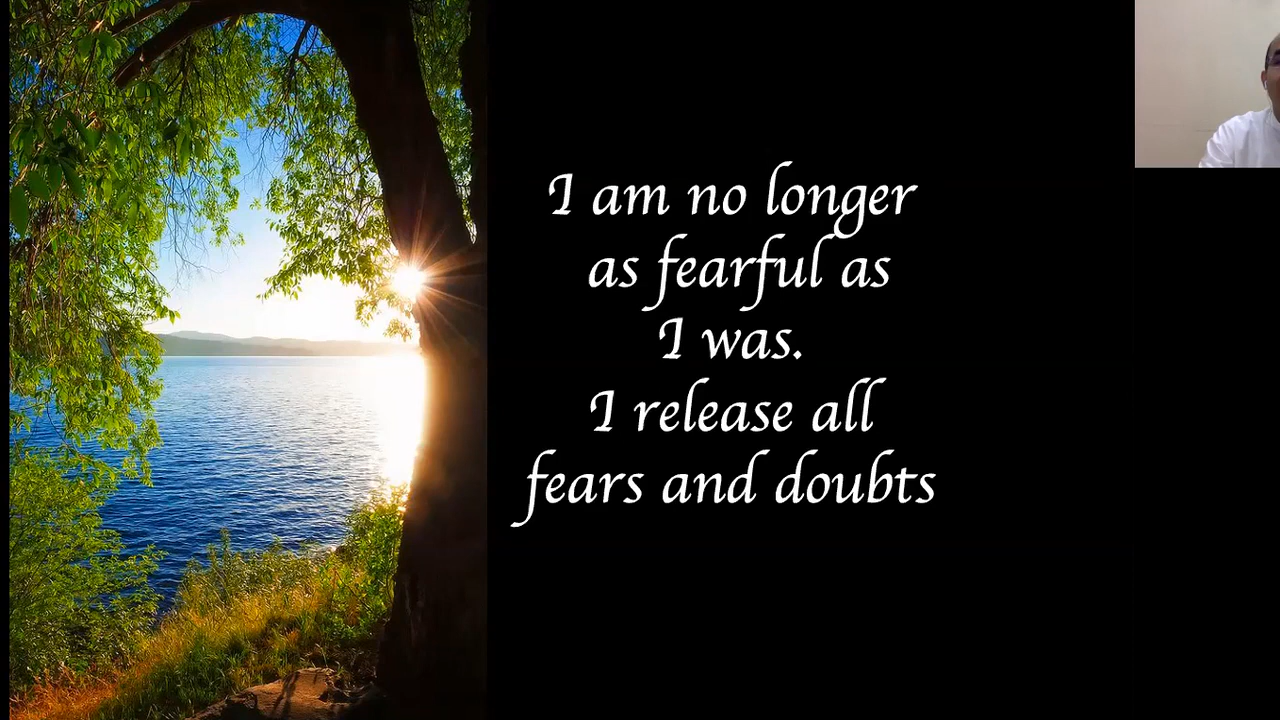 I am no longer
as fearful as
I was.
I release all
fears and doubts